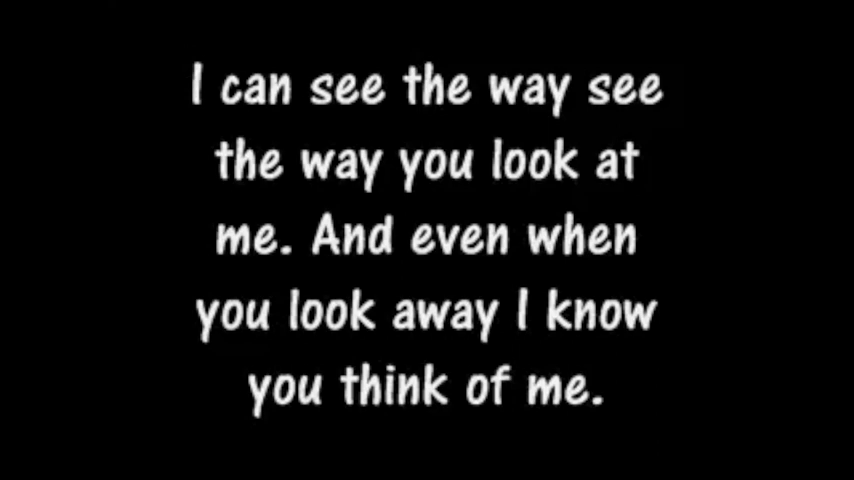 I can see the way see
the way you look at
me. And even when
you look away I know
you think of me.